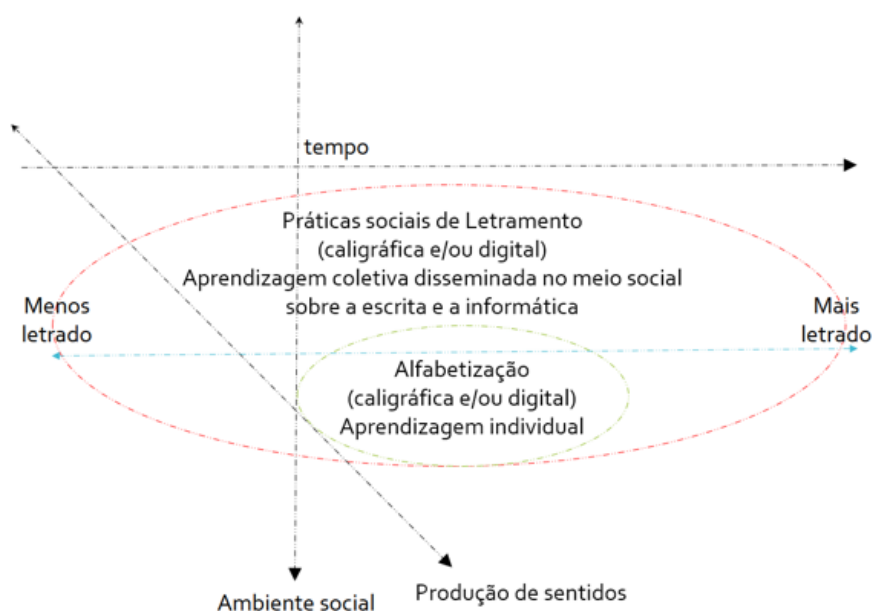 tempo
Práticas sociais de Letramento
(caligráfica e/ou digital)
Aprendizagem coletiva disseminada no meio social
sobre a escrita e a informática
Menos
letrado
Mais
letrado
Alfabetização
(caligráfica e/ou digital)
Aprendizagem individual
Ambiente social
Produção de sentidos